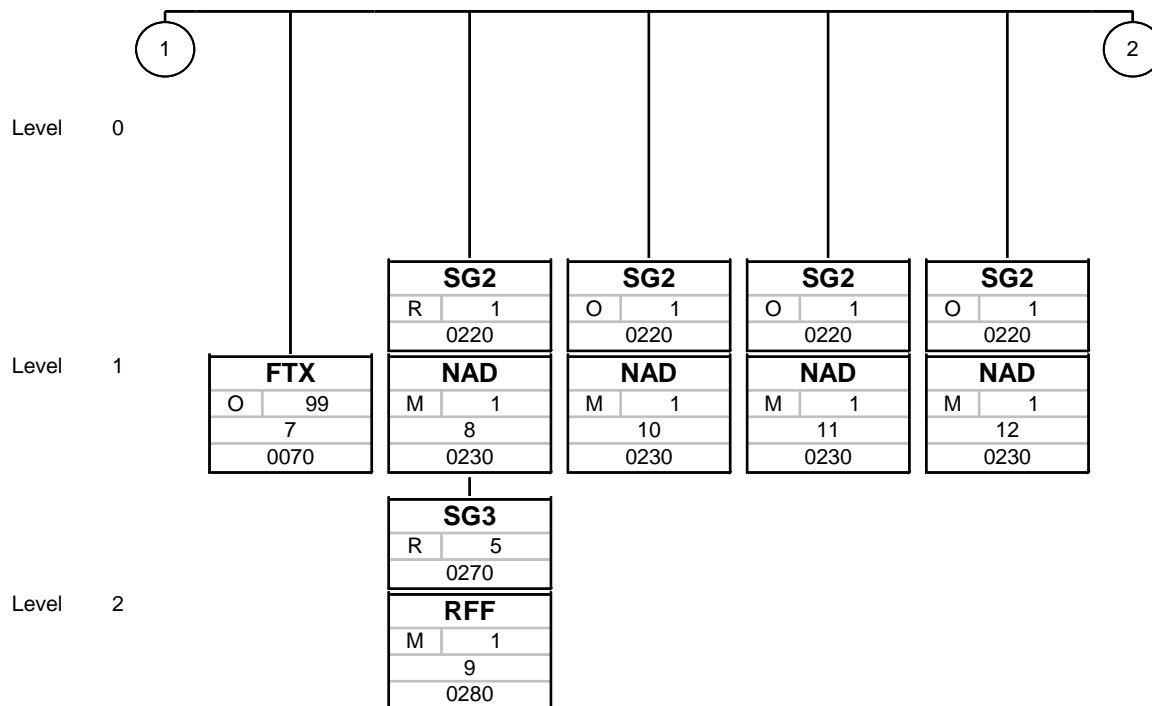 1 2
Level 0
SG2 SG2 SG2 SG2
R 1 O 1 O 1 O 1
0220 0220 0220 0220
Level 1
FTX NAD NAD NAD NAD
O 99 M 1 M 1 M 1 M 1
7 8 10 11 12
0070 0230 0230 0230 0230
SG3
R 5
0270
Level 2
RFF
M 1
9
0280